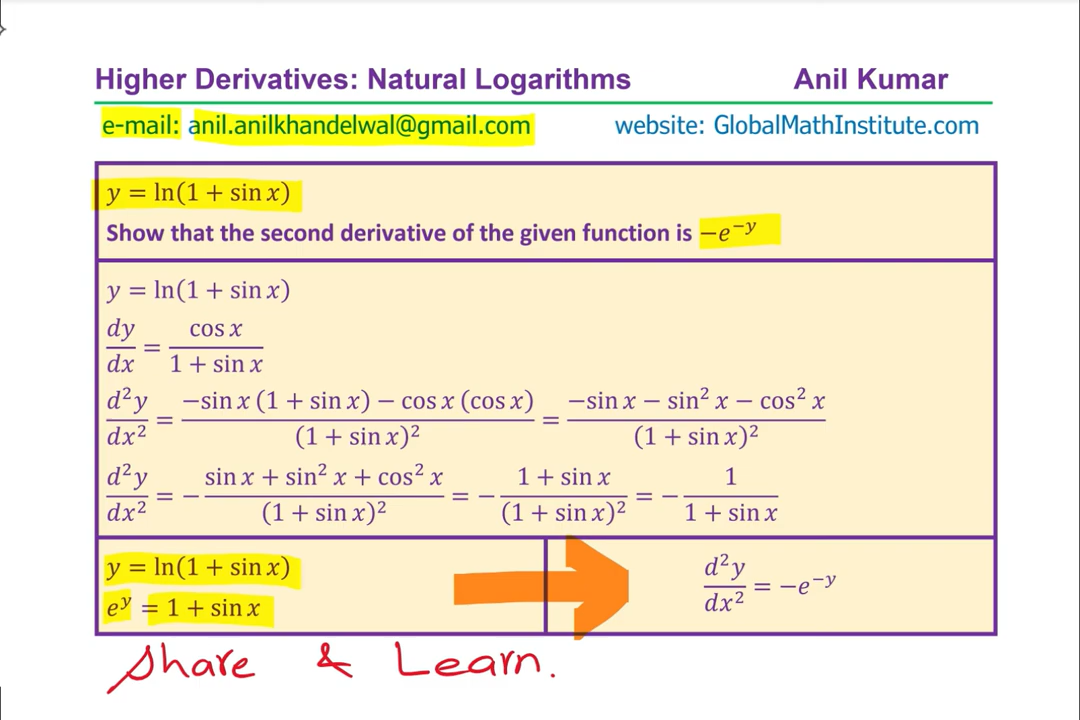 Higher Derivatives: Natural Logarithms Anil Kumar
e-mail: anil.anilkhandelwal@gmail.com website: GlobalMathInstitute.com
y = ln(1 + sin x)
Show that the second derivative of the given function is −e^−y
y = ln(1 + sin x)
dy/dx = cos x/(1 + sin x)
d²y/dx² = (−sin x (1 + sin x) − cos x (cos x))/(1 + sin x)² = (−sin x − sin² x − cos² x)/(1 + sin x)²
d²y/dx² = −(sin x + sin² x + cos² x)/(1 + sin x)² = −(1 + sin x)/(1 + sin x)² = −1/(1 + sin x)
y = ln(1 + sin x)
e^y = 1 + sin x
d²y/dx² = −e^−y
Share & Learn.